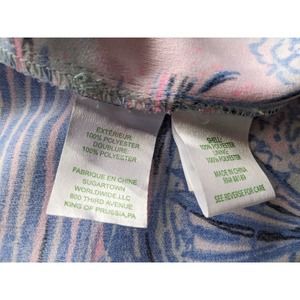 EXTÉRIEUR:
100% POLYESTER
DOUBLURE
100% POLYESTER
FABRIQUE EN CHINE
SUGARTOWN
WORLDWIDE,LLC
800 THIRD AVENUE.
KING OF PRUSSIA,PA
SHELL:
100% POLYESTER
LINING:
100% POLYESTER
MADE IN CHINA
SEE REVERSE FOR CARE